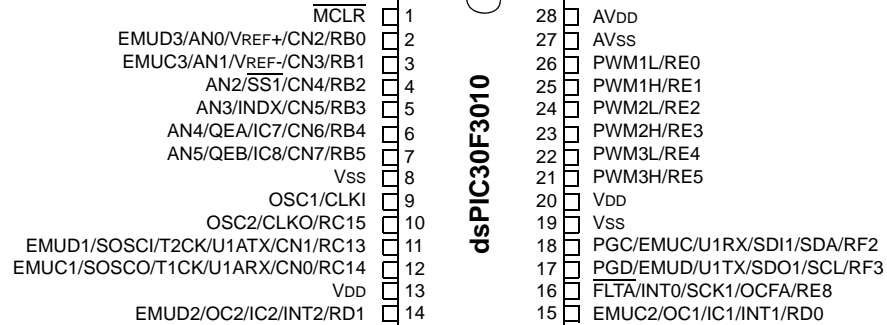 MCLR 1
EMUD3/AN0/VREF+/CN2/RB0 2
EMUC3/AN1/VREF-/CN3/RB1 3
AN2/SS1/CN4/RB2 4
AN3/INDX/CN5/RB3 5
AN4/QEA/IC7/CN6/RB4 6
AN5/QEB/IC8/CN7/RB5 7
VSS 8
OSC1/CLKI 9
OSC2/CLKO/RC15 10
EMUD1/SOSCI/T2CK/U1ATX/CN1/RC13 11
EMUC1/SOSCO/T1CK/U1ARX/CN0/RC14 12
VDD 13
EMUD2/OC2/IC2/INT2/RD1 14
dsPIC30F3010
28 AVDD
27 AVSS
26 PWM1L/RE0
25 PWM1H/RE1
24 PWM2L/RE2
23 PWM2H/RE3
22 PWM3L/RE4
21 PWM3H/RE5
20 VDD
19 VSS
18 PGC/EMUC/U1RX/SDI1/SDA/RF2
17 PGD/EMUD/U1TX/SDO1/SCL/RF3
16 FLTA/INT0/SCK1/OCFA/RE8
15 EMUC2/OC1/IC1/INT1/RD0